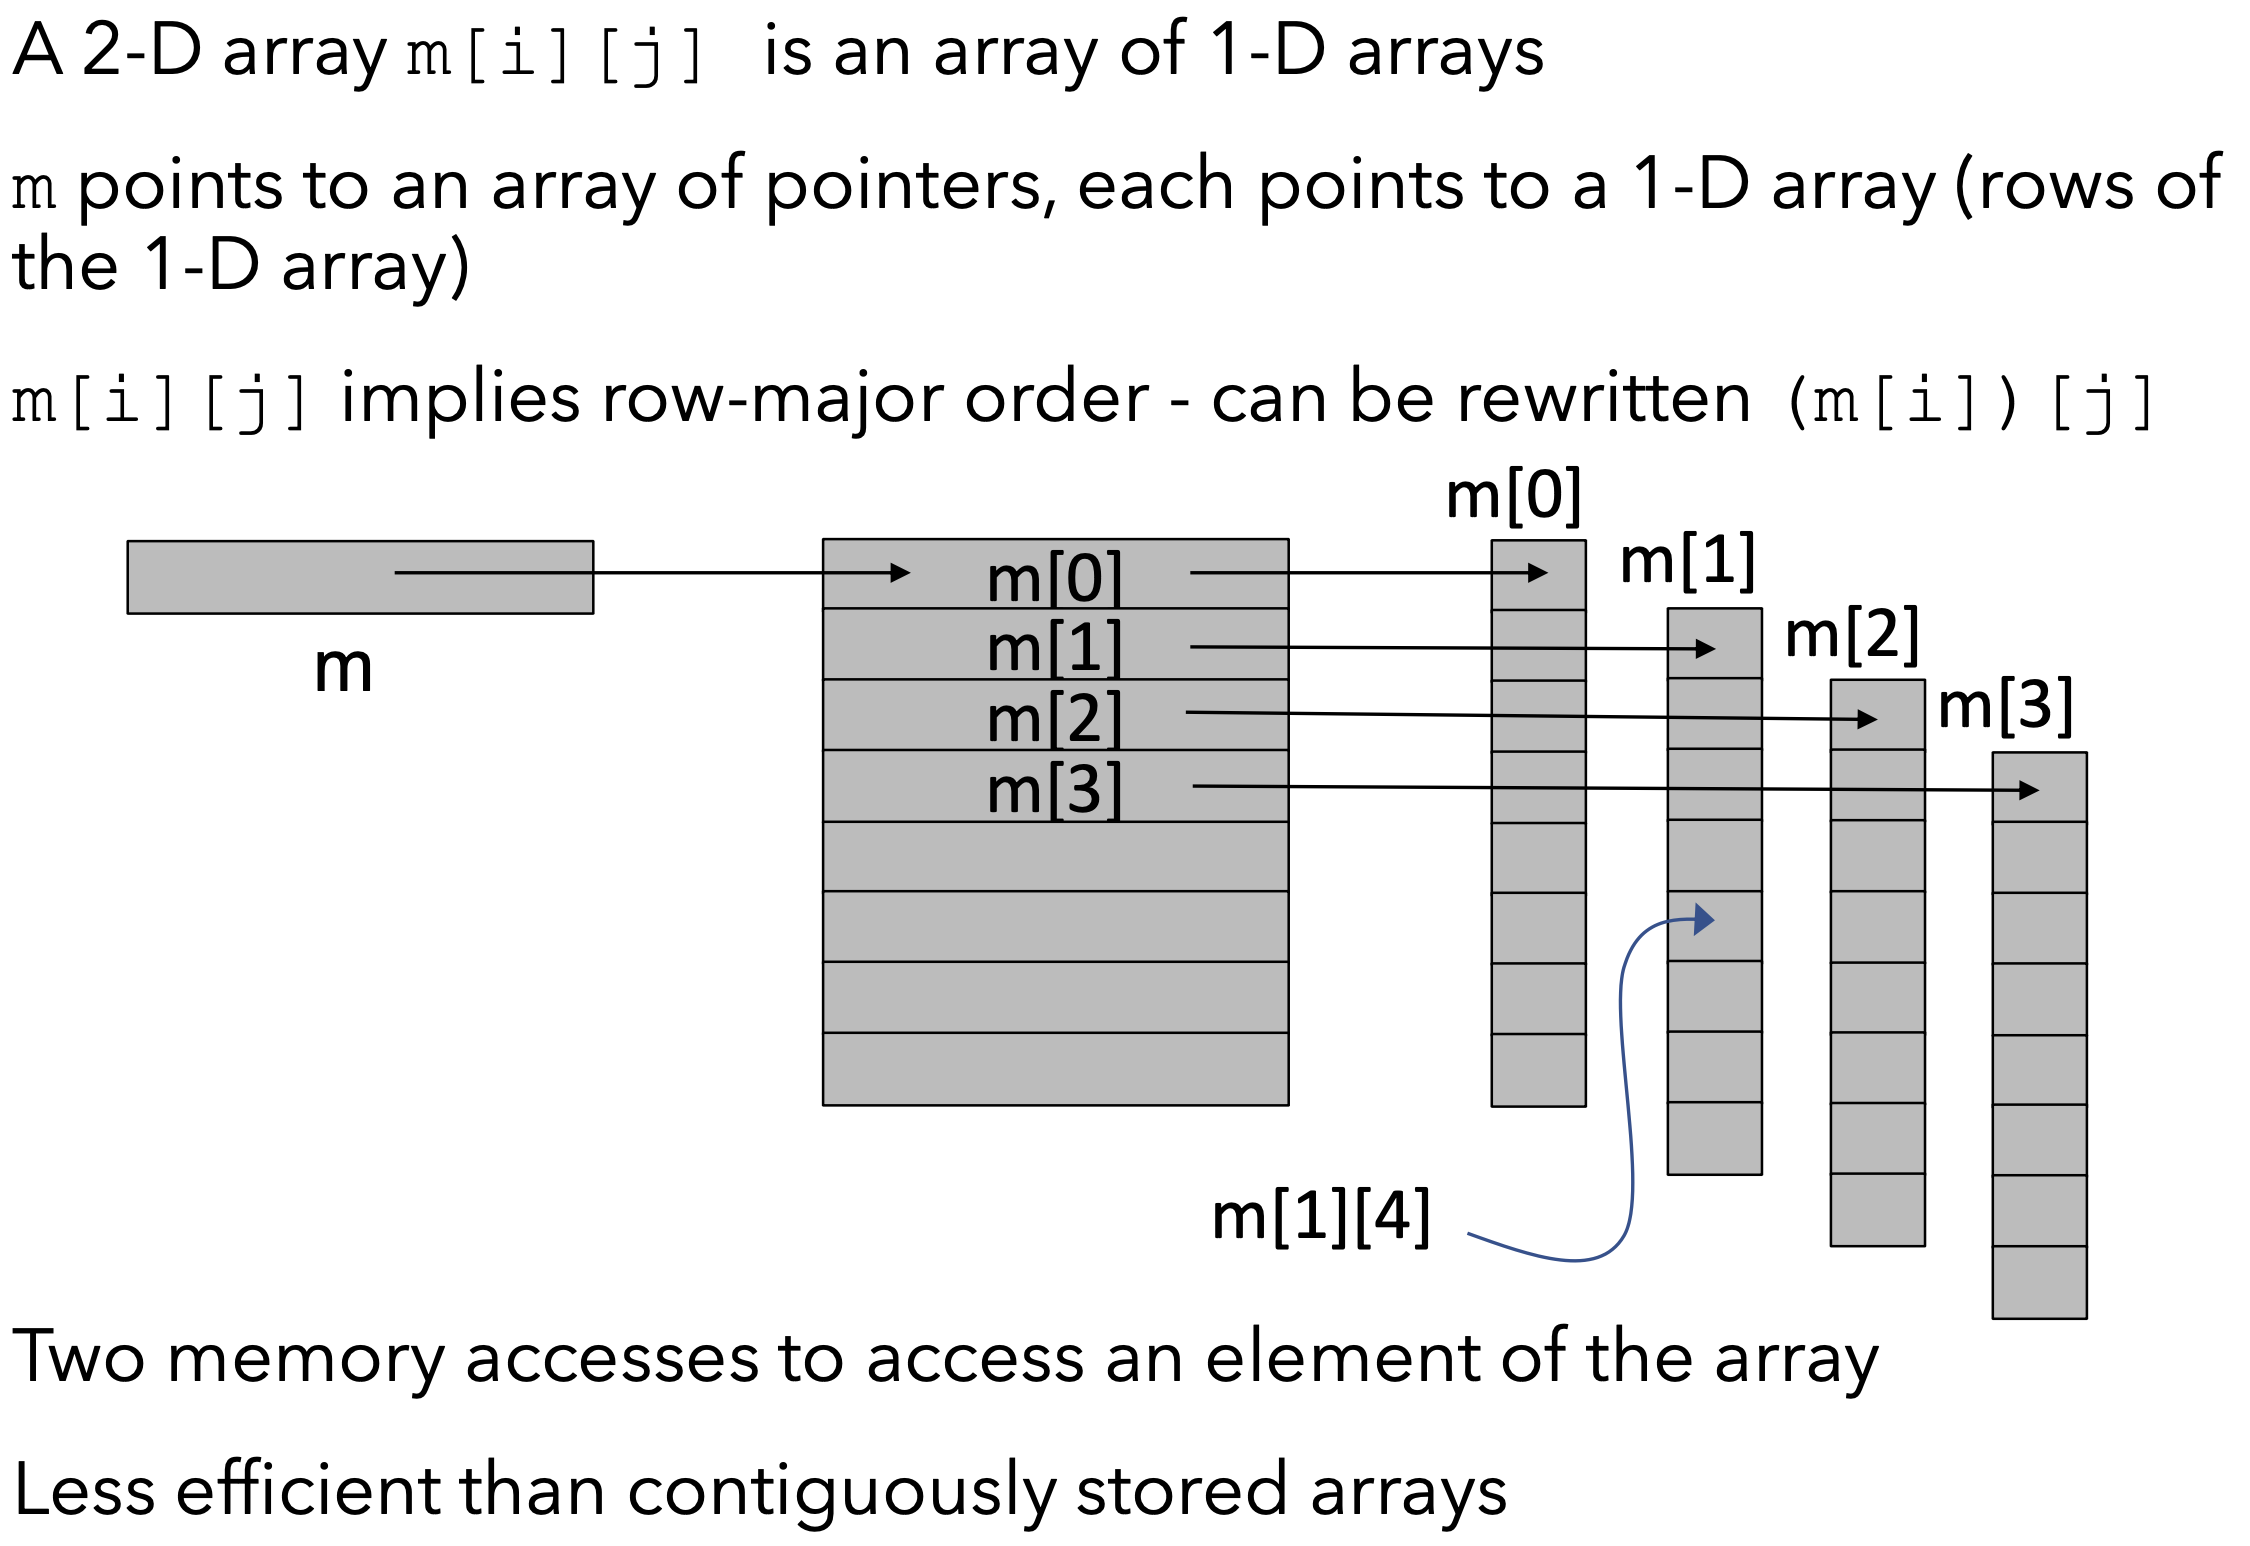 A 2-D array m[i][j] is an array of 1-D arrays
m points to an array of pointers, each points to a 1-D array (rows of
the 1-D array)
m[i][j] implies row-major order - can be rewritten (m[i])[j]
m
m[0]
m[1]
m[2]
m[3]
m[0]
m[1]
m[2]
m[3]
m[1][4]
Two memory accesses to access an element of the array
Less efficient than contiguously stored arrays